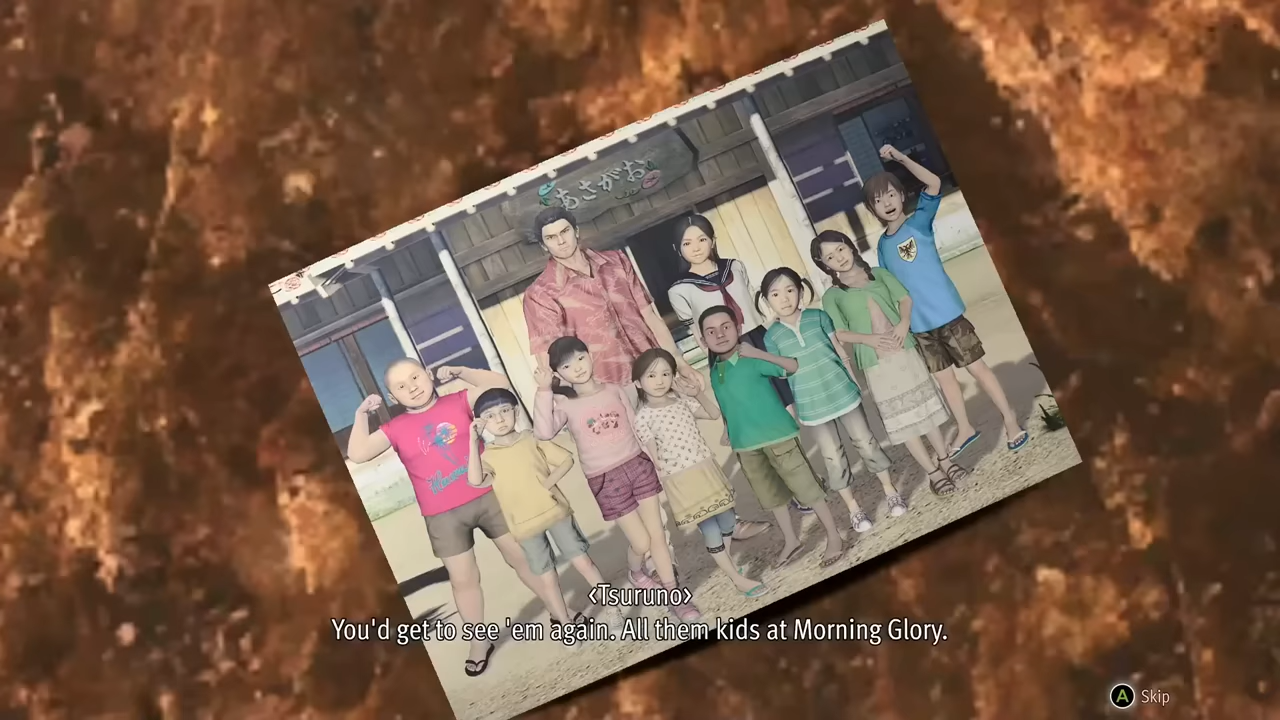 あさがお
<Tsuruno>
You'd get to see 'em again. All them kids at Morning Glory.
A Skip